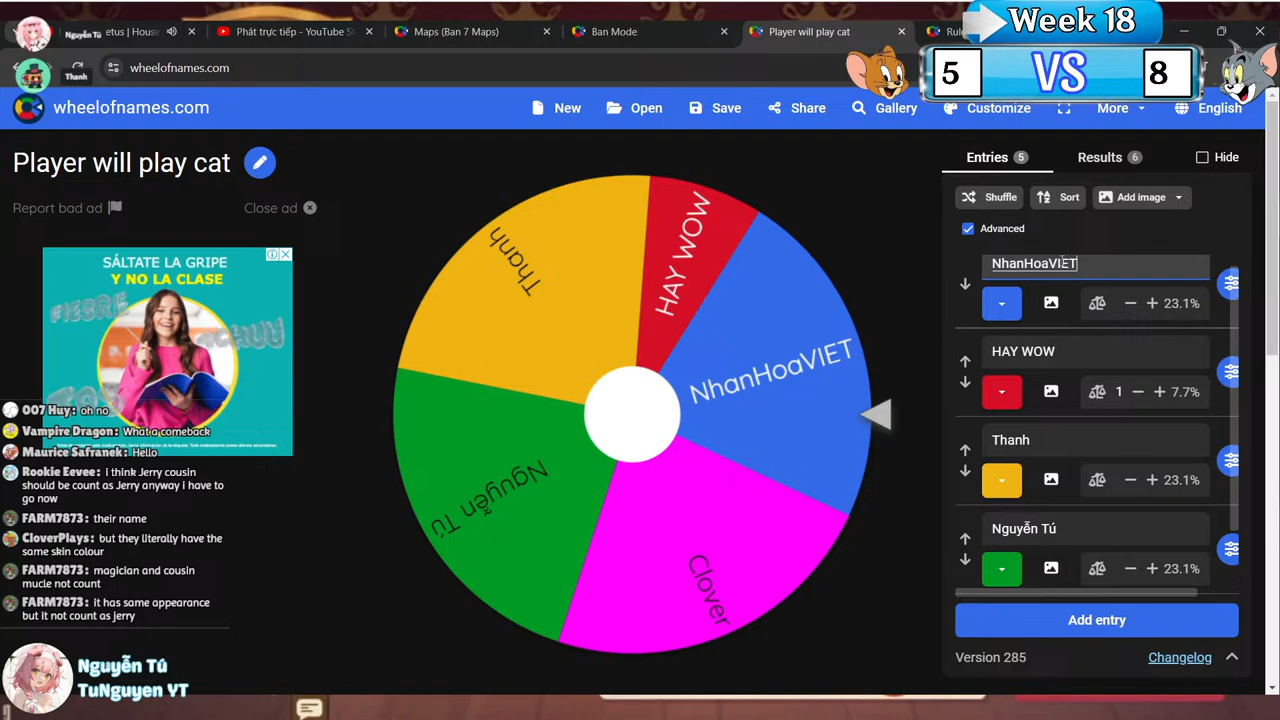 Nguyễn Tú
etus | House
Phát trực tiếp - YouTube S
Maps (Ban 7 Maps)
Ban Mode
Player will play cat
Rul
Week 18
Thanh
wheelofnames.com
5 VS 8
wheelofnames.com
New
Open
Save
Share
Gallery
Customize
More
English
Player will play cat
Report bad ad
Close ad
SÁLTATE LA GRIPE
Y NO LA CLASE
FIEBRE
007 Huy: oh no
Vampire Dragon: What a comeback
Maurice Safranek: Hello
Rookie Eevee: i think Jerry cousin
should be count as Jerry anyway i have to
go now
FARM7873: their name
CloverPlays: but they literally have the
same skin colour
FARM7873: magician and cousin
mucle not count
FARM7873: it has same appearance
but it not count as jerry
Nguyễn Tú
TuNguyen YT
Thanh
HAY WOW
NhanHoaVIET
Nguyễn Tú
Clover
Entries 5
Results 6
Hide
Shuffle
Sort
Add image
Advanced
NhanHoaVIET
23.1%
HAY WOW
1
7.7%
Thanh
23.1%
Nguyễn Tú
23.1%
Add entry
Version 285
Changelog